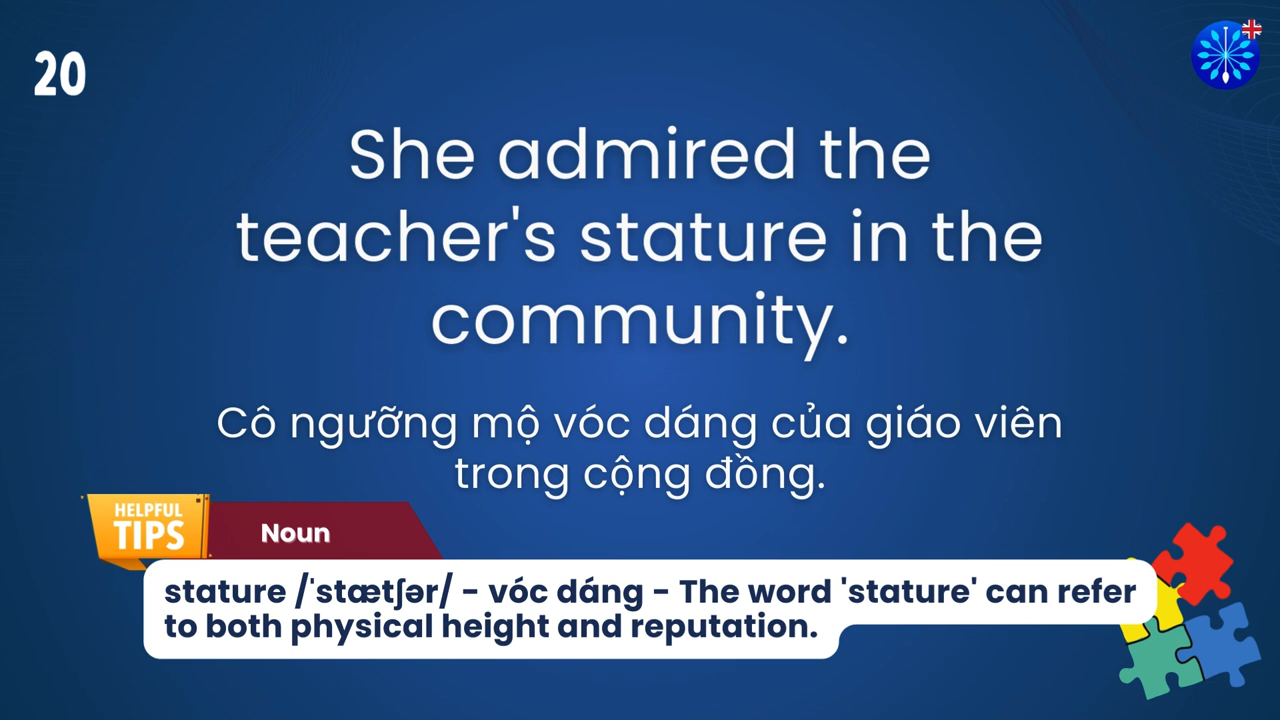 20
She admired the
teacher's stature in the
community.
Cô ngưỡng mộ vóc dáng của giáo viên
trong cộng đồng.
HELPFUL
TIPS
Noun
stature /ˈstætʃər/ - vóc dáng - The word 'stature' can refer
to both physical height and reputation.